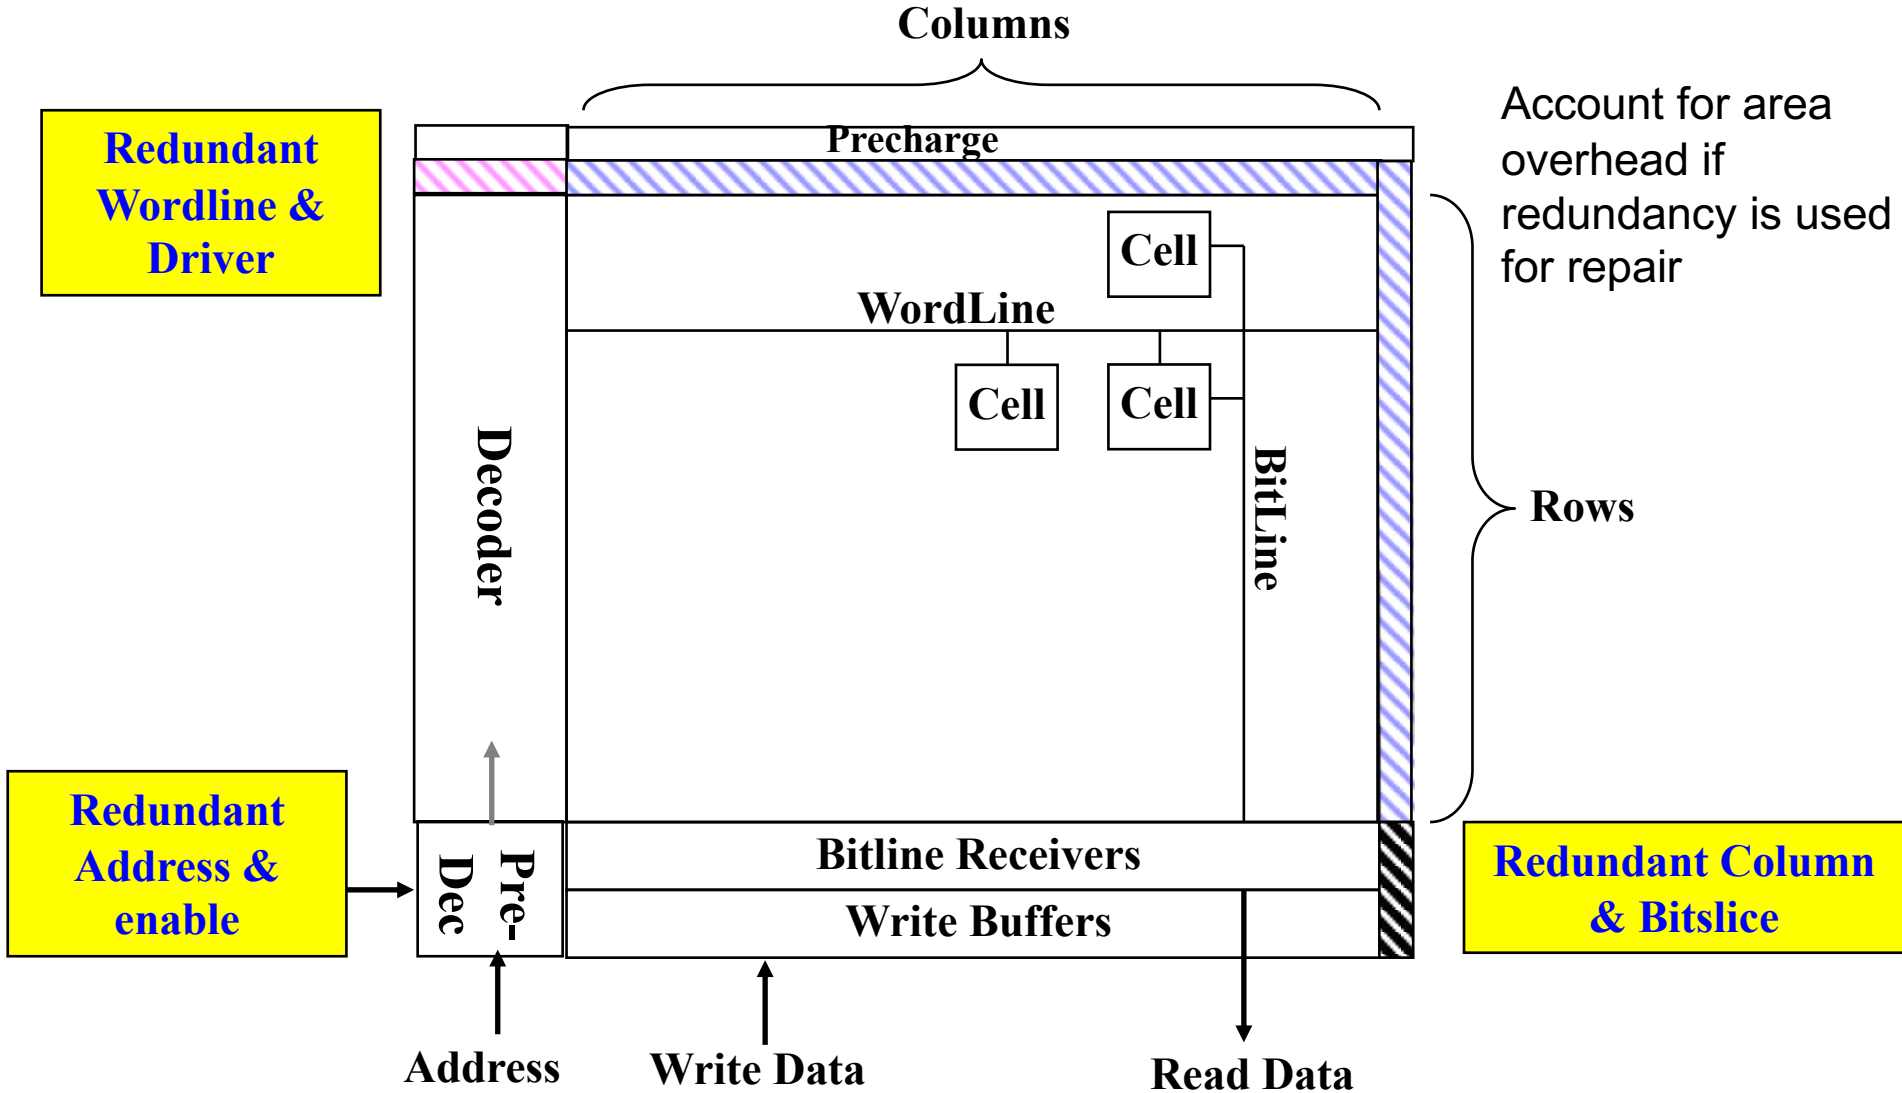 Columns
Redundant
Wordline &
Driver
Precharge
Account for area
overhead if
redundancy is used
for repair
Cell
WordLine
Cell
Cell
Decoder
BitLine
Rows
Redundant
Address &
enable
Pre-
Dec
Bitline Receivers
Write Buffers
Redundant Column
& Bitslice
Address
Write Data
Read Data